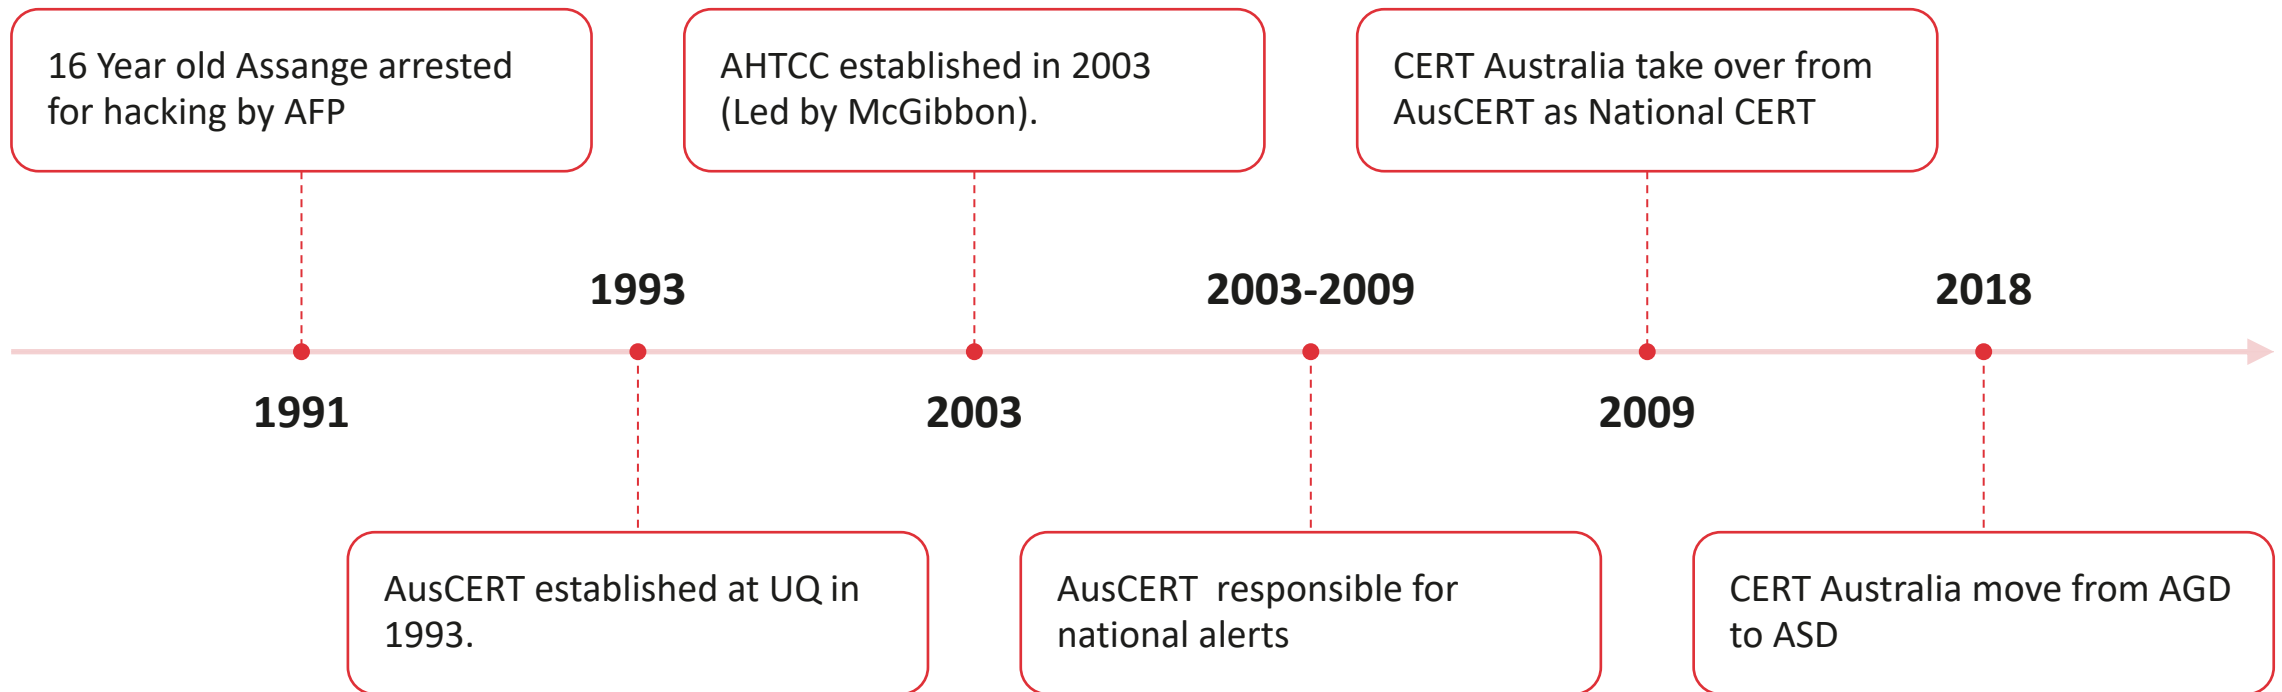 16 Year old Assange arrested
for hacking by AFP
AHTCC established in 2003
(Led by McGibbon).
CERT Australia take over from
AusCERT as National CERT
1993
2003-2009
2018
1991
2003
2009
AusCERT established at UQ in
1993.
AusCERT  responsible for
national alerts
CERT Australia move from AGD
to ASD